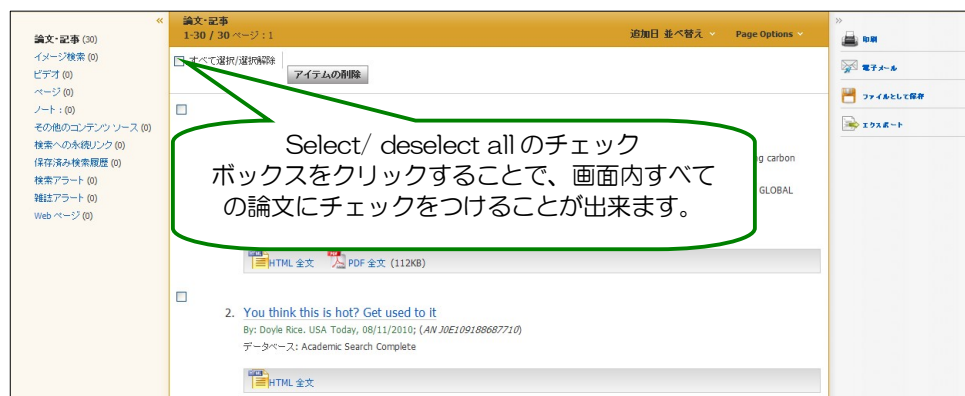 «
論文・記事 (30)
イメージ検索 (0)
ビデオ (0)
ページ (0)
ノート : (0)
その他のコンテンツ ソース (0)
検索への永続リンク (0)
保存済み検索履歴 (0)
検索アラート (0)
雑誌アラート (0)
Web ページ (0)
論文・記事
1-30 / 30 ページ : 1
追加日 並べ替え
Page Options
すべて選択/選択解除
アイテムの削除
Select/ deselect all のチェック
ボックスをクリックすることで、画面内すべて
の論文にチェックをつけることが出来ます。
ng carbon
GLOBAL
HTML 全文 PDF 全文 (112KB)
2. You think this is hot? Get used to it
By: Doyle Rice. USA Today, 08/11/2010; (AN J0E109188687710)
データベース: Academic Search Complete
HTML 全文
»
印刷
電子メール
ファイルとして保存
エクスポート